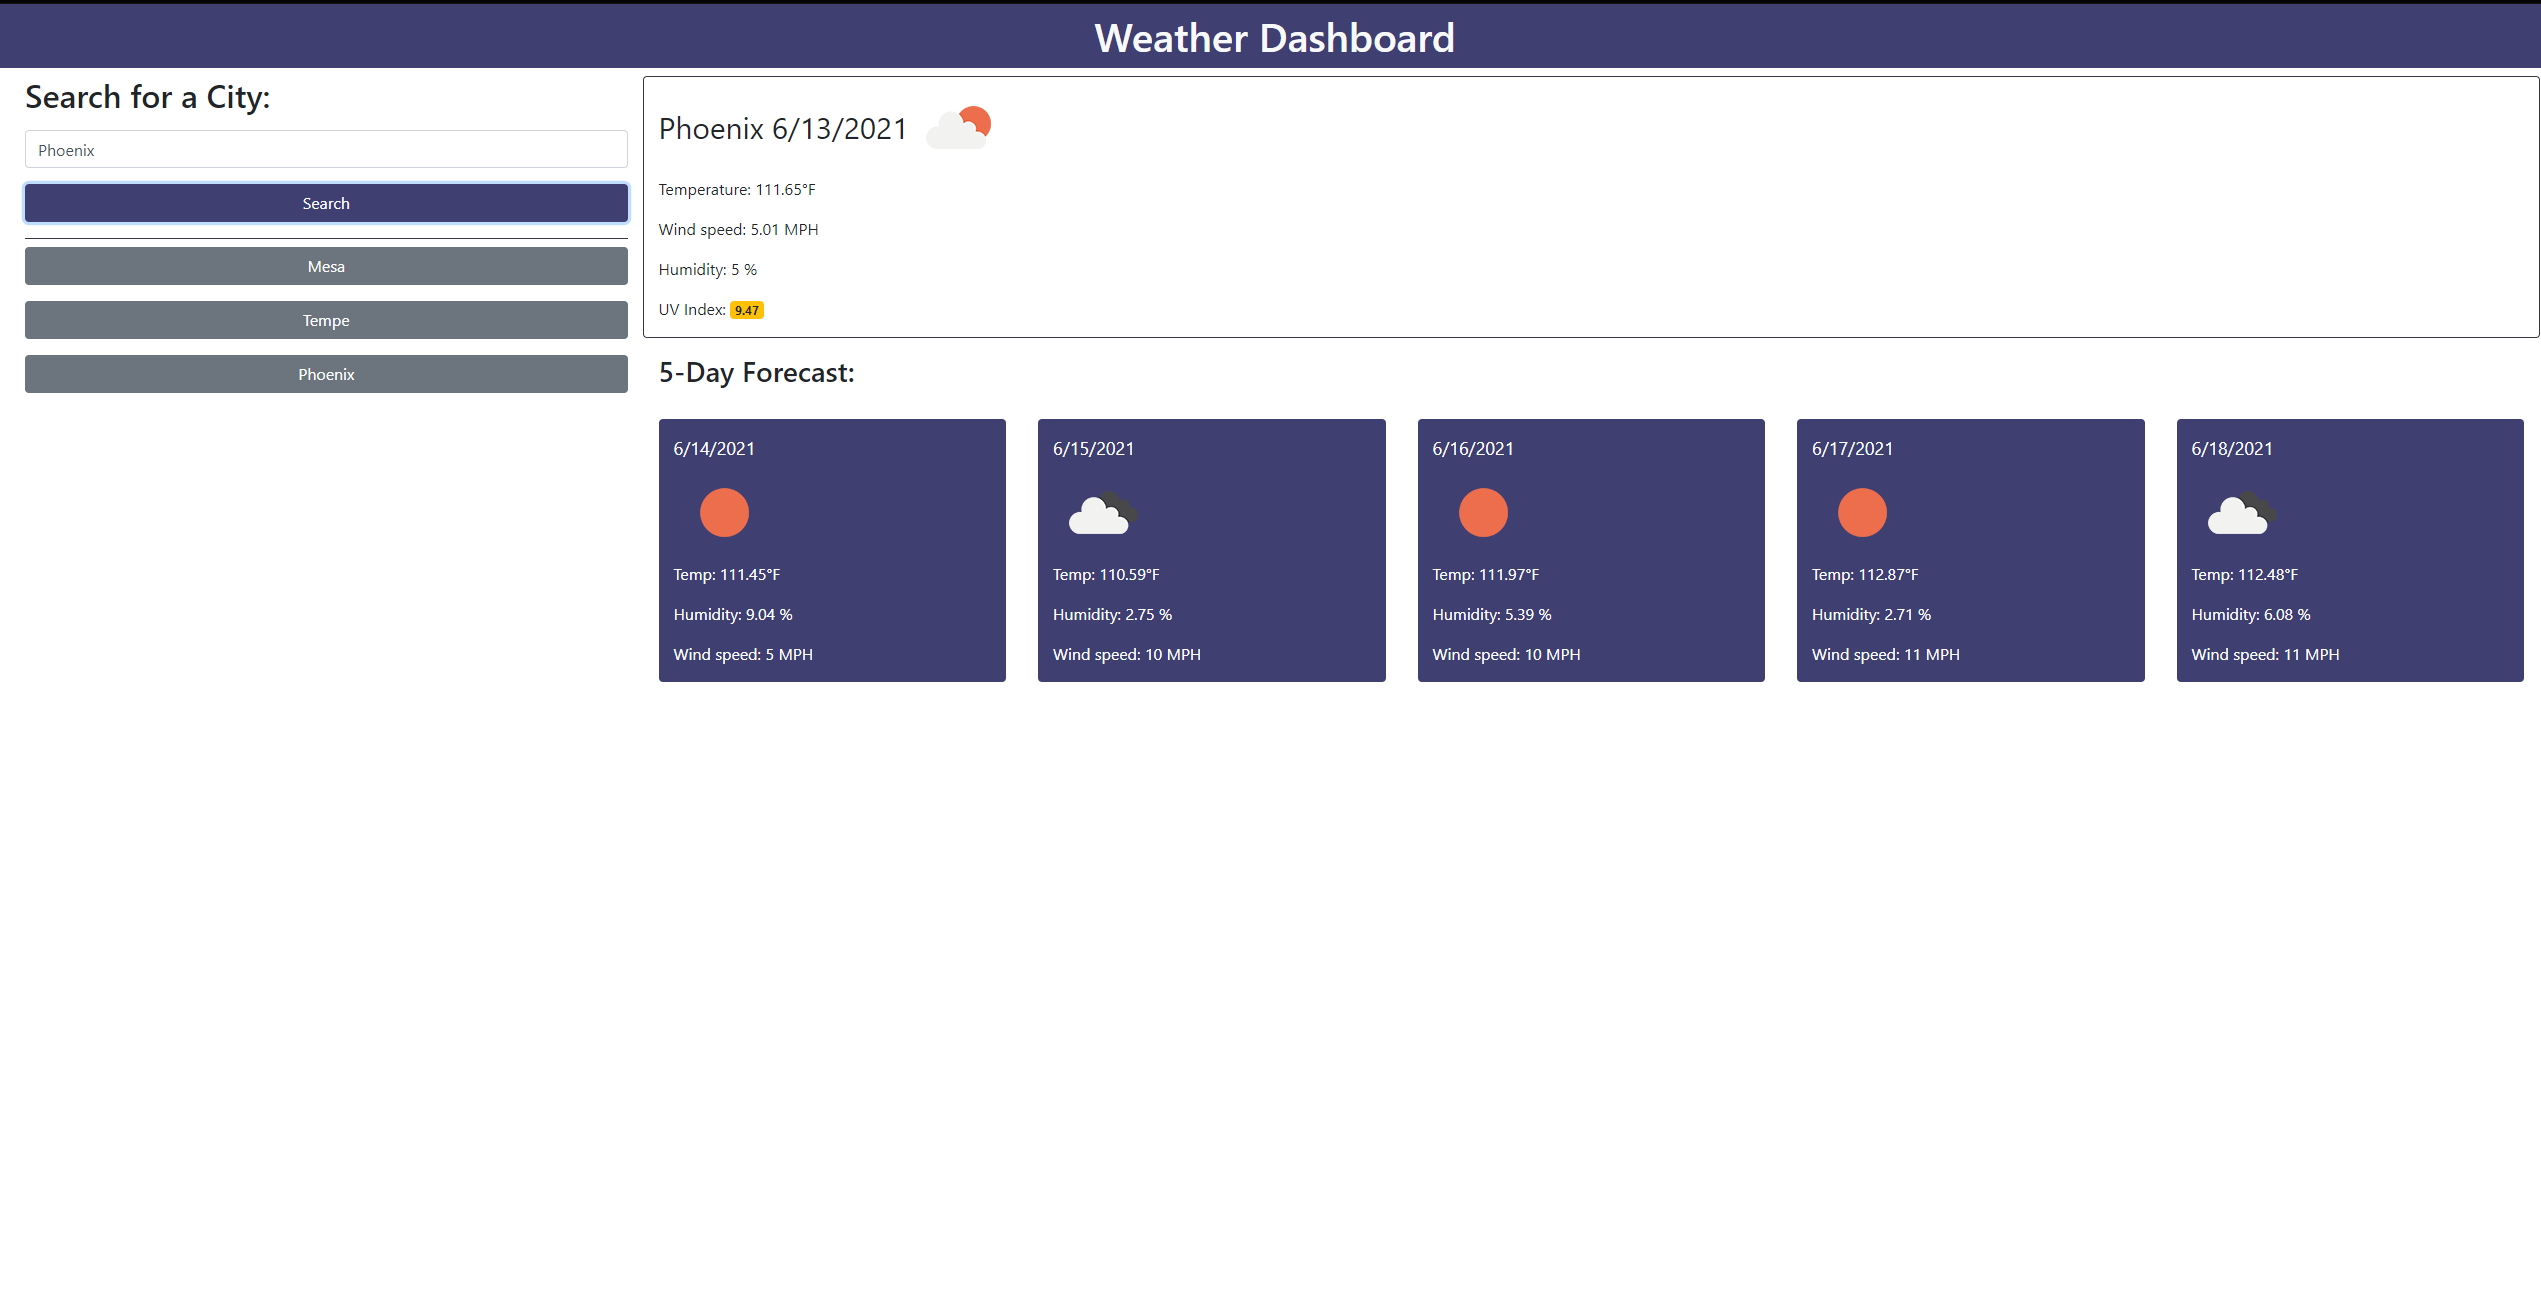 Weather Dashboard
Search for a City:
Phoenix
Search
Mesa
Tempe
Phoenix
Phoenix 6/13/2021
Temperature: 111.65°F
Wind speed: 5.01 MPH
Humidity: 5 %
UV Index: 9.47
5-Day Forecast:
6/14/2021
Temp: 111.45°F
Humidity: 9.04 %
Wind speed: 5 MPH
6/15/2021
Temp: 110.59°F
Humidity: 2.75 %
Wind speed: 10 MPH
6/16/2021
Temp: 111.97°F
Humidity: 5.39 %
Wind speed: 10 MPH
6/17/2021
Temp: 112.87°F
Humidity: 2.71 %
Wind speed: 11 MPH
6/18/2021
Temp: 112.48°F
Humidity: 6.08 %
Wind speed: 11 MPH